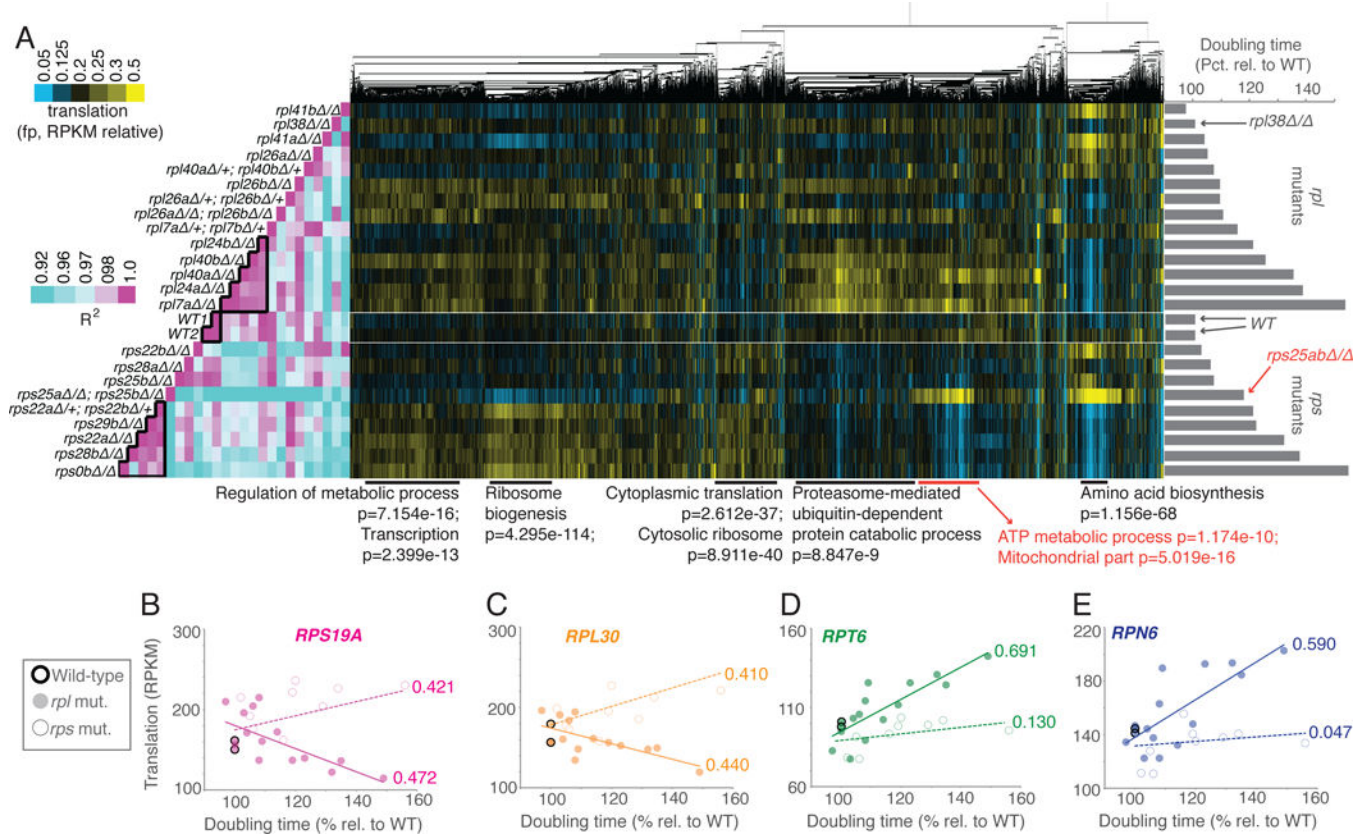 A
0.05
0.125
0.2
0.25
0.3
0.5
translation
(fp, RPKM relative)
Doubling time
(Pct. rel. to WT)
100
120
140
rpl41bΔ/Δ
rpl38Δ/Δ
rpl41aΔ/Δ
rpl26aΔ/Δ
rpl40aΔ/+; rpl40bΔ/+
rpl26bΔ/Δ
rpl26aΔ/+; rpl26bΔ/+
rpl26aΔ/Δ; rpl26bΔ/Δ
rpl7aΔ/+; rpl7bΔ/+
rpl24bΔ/Δ
rpl40bΔ/Δ
rpl40aΔ/Δ
rpl24aΔ/Δ
rpl7aΔ/Δ
WT1
WT2
rps22bΔ/Δ
rps28aΔ/Δ
rps25bΔ/Δ
rps25aΔ/Δ; rps25bΔ/Δ
rps22aΔ/+; rps22bΔ/+
rps29bΔ/Δ
rps22aΔ/Δ
rps28bΔ/Δ
rps0bΔ/Δ
0.92
0.96
0.97
098
1.0
R2
rpl38Δ/Δ
rpl
mutants
WT
rps25abΔ/Δ
rps
mutants
Regulation of metabolic process
p=7.154e-16;
Transcription
p=2.399e-13
Ribosome
biogenesis
p=4.295e-114;
Cytoplasmic translation
p=2.612e-37;
Cytosolic ribosome
p=8.911e-40
Proteasome-mediated
ubiquitin-dependent
protein catabolic process
p=8.847e-9
Amino acid biosynthesis
p=1.156e-68
ATP metabolic process p=1.174e-10;
Mitochondrial part p=5.019e-16
Wild-type
rpl mut.
rps mut.
B
RPS19A
Translation (RPKM)
300
200
100
0.421
0.472
100 120 140 160
Doubling time (% rel. to WT)
C
RPL30
300
200
100
0.410
0.440
100 120 140 160
Doubling time (% rel. to WT)
D
RPT6
160
110
60
0.691
0.130
100 120 140 160
Doubling time (% rel. to WT)
E
RPN6
220
180
140
100
0.590
0.047
100 120 140 160
Doubling time (% rel. to WT)